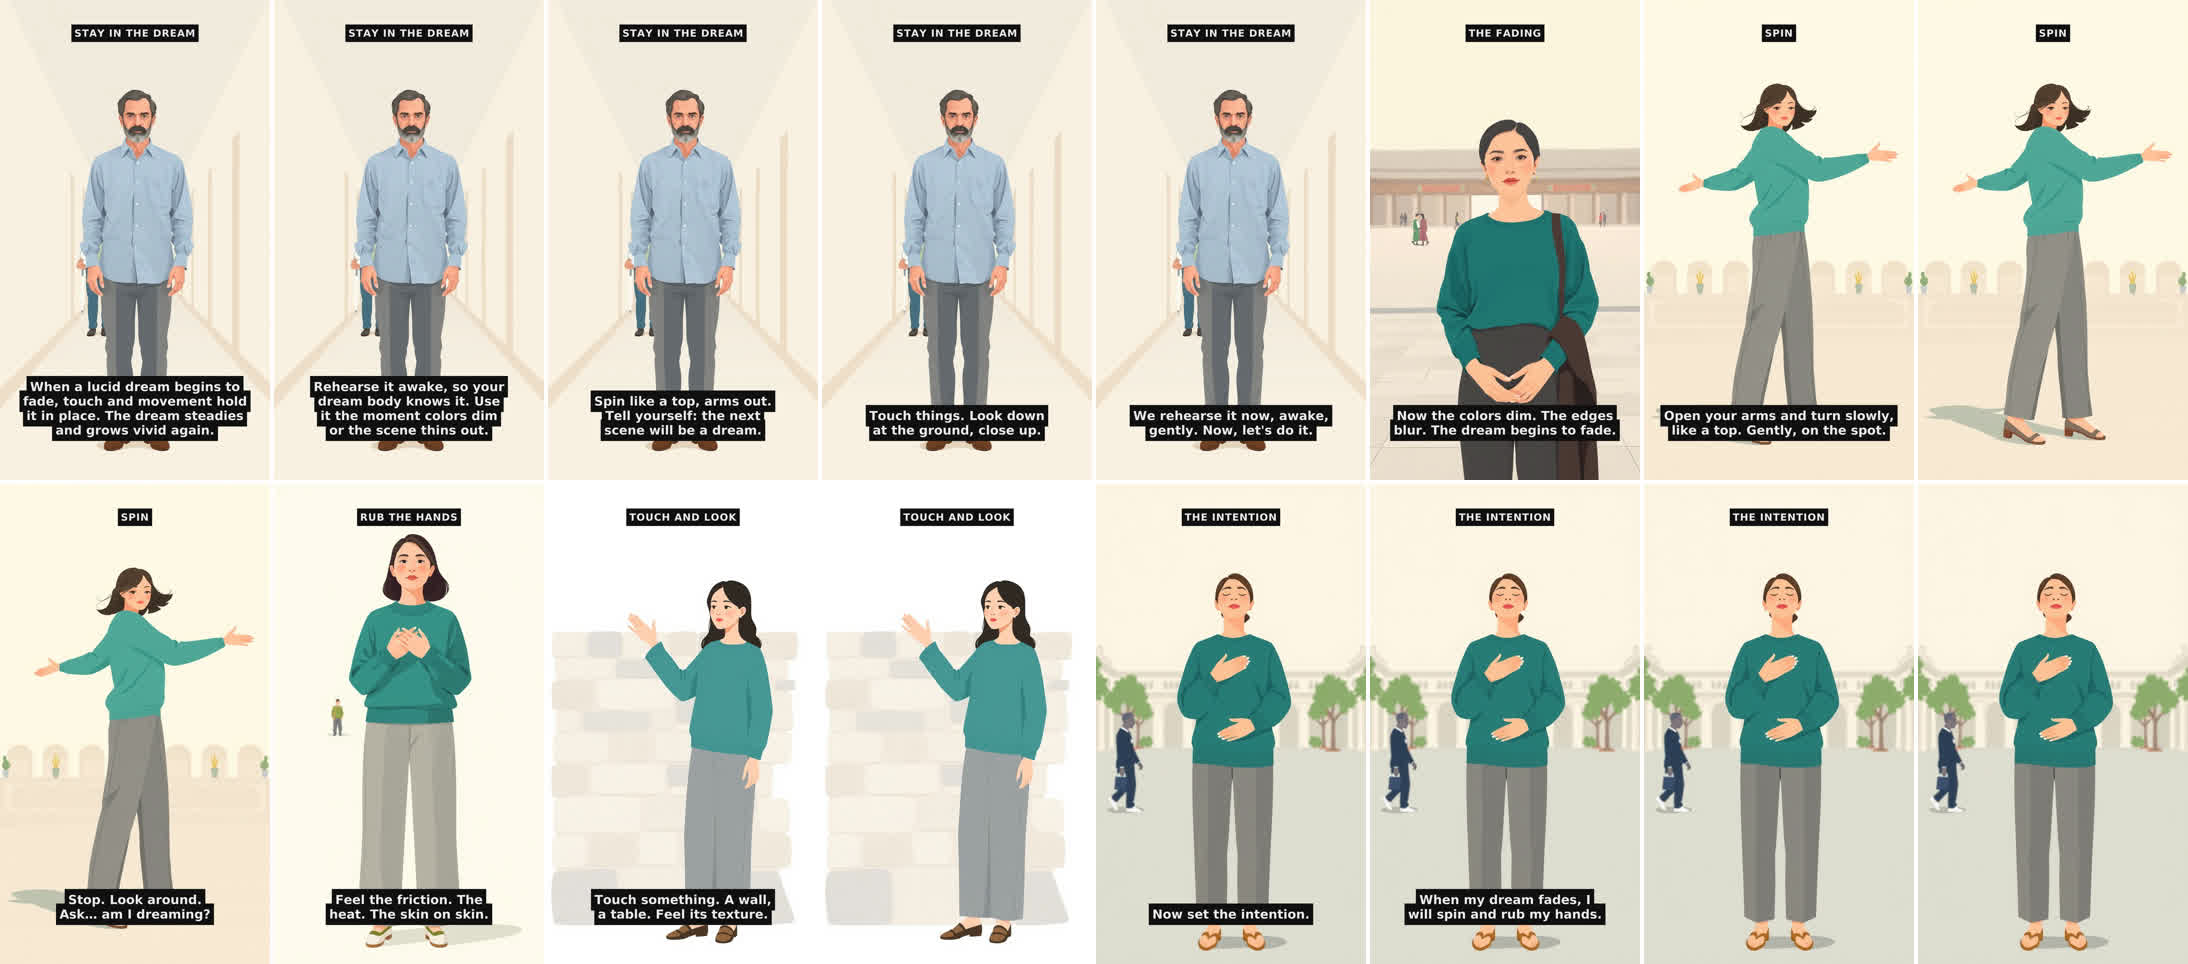 STAY IN THE DREAM
When a lucid dream begins to
fade, touch and movement hold
it in place. The dream steadies
and grows vivid again.
STAY IN THE DREAM
Rehearse it awake, so your
dream body knows it. Use
it the moment colors dim
or the scene thins out.
STAY IN THE DREAM
Spin like a top, arms out.
Tell yourself: the next
scene will be a dream.
STAY IN THE DREAM
Touch things. Look down
at the ground, close up.
STAY IN THE DREAM
We rehearse it now, awake,
gently. Now, let's do it.
THE FADING
Now the colors dim. The edges
blur. The dream begins to fade.
SPIN
Open your arms and turn slowly,
like a top. Gently, on the spot.
SPIN
SPIN
Stop. Look around.
Ask… am I dreaming?
RUB THE HANDS
Feel the friction. The
heat. The skin on skin.
TOUCH AND LOOK
Touch something. A wall,
a table. Feel its texture.
TOUCH AND LOOK
THE INTENTION
Now set the intention.
THE INTENTION
When my dream fades, I
will spin and rub my hands.
THE INTENTION